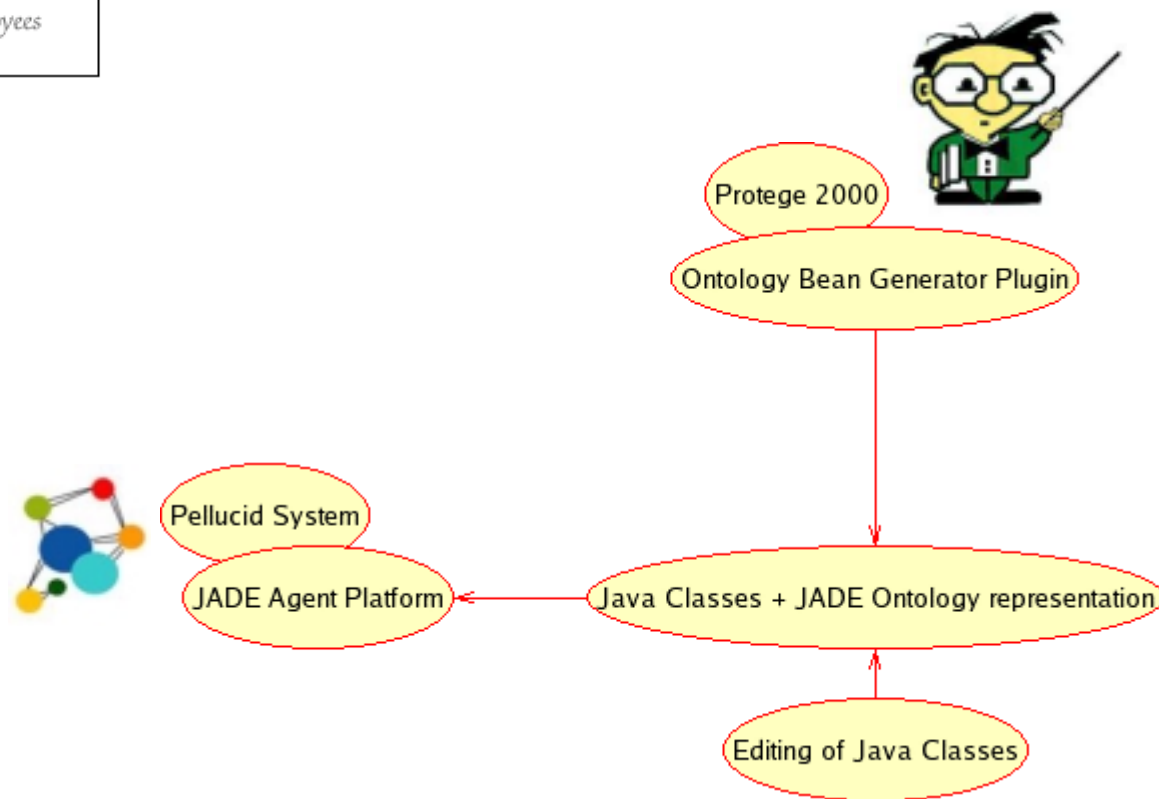 Protege 2000
Ontology Bean Generator Plugin
Pellucid System
JADE Agent Platform
Java Classes + JADE Ontology representation
Editing of Java Classes